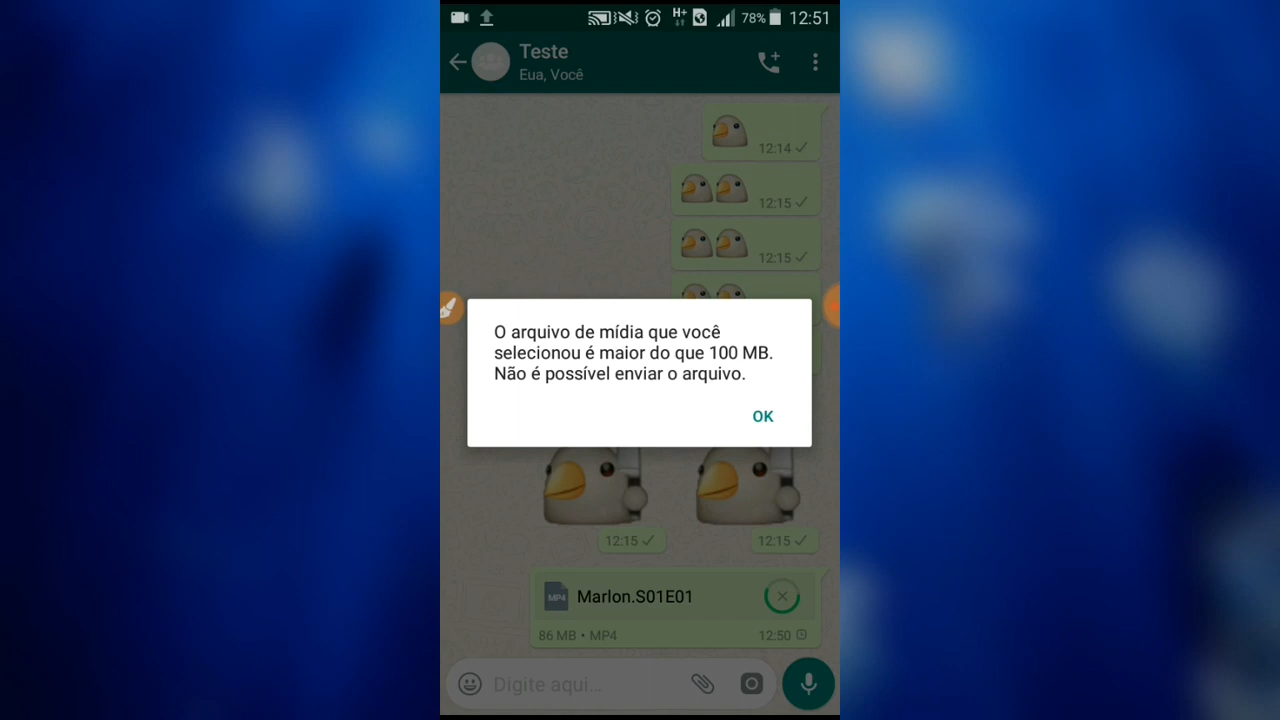 H+ 78% 12:51
Teste
Eua, Você
12:14
12:15
12:15
O arquivo de mídia que você
selecionou é maior do que 100 MB.
Não é possível enviar o arquivo.
OK
12:15 12:15
MP4 Marlon.S01E01
86 MB • MP4 12:50
Digite aqui...